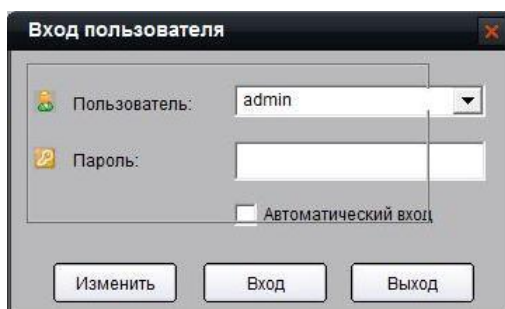 Вход пользователя
Пользователь: admin
Пароль:
Автоматический вход
Изменить Вход Выход